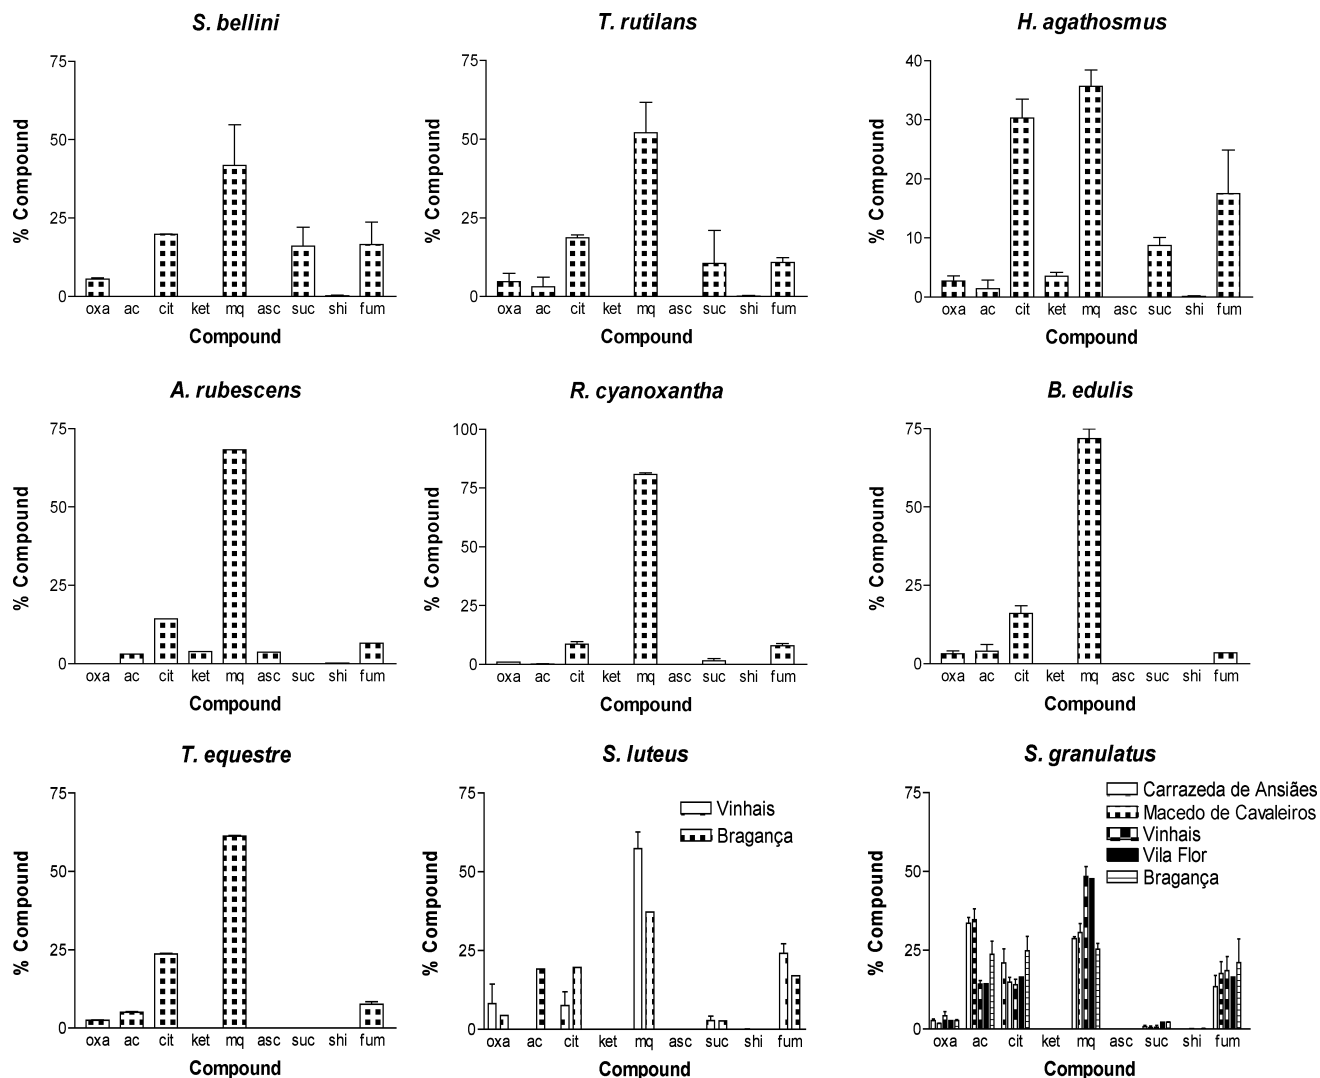 S. bellini
75
50
25
0
% Compound
oxa ac cit ket mq asc suc shi fum
Compound
T. rutilans
75
50
25
0
% Compound
oxa ac cit ket mq asc suc shi fum
Compound
H. agathosmus
40
30
20
10
0
% Compound
oxa ac cit ket mq asc suc shi fum
Compound
A. rubescens
75
50
25
0
% Compound
oxa ac cit ket mq asc suc shi fum
Compound
R. cyanoxantha
100
75
50
25
0
% Compound
oxa ac cit ket mq asc suc shi fum
Compound
B. edulis
75
50
25
0
% Compound
oxa ac cit ket mq asc suc shi fum
Compound
T. equestre
75
50
25
0
% Compound
oxa ac cit ket mq asc suc shi fum
Compound
S. luteus
75
50
25
0
% Compound
Vinhais
Bragança
oxa ac cit ket mq asc suc shi fum
Compound
S. granulatus
75
50
25
0
% Compound
Carrazeda de Ansiães
Macedo de Cavaleiros
Vinhais
Vila Flor
Bragança
oxa ac cit ket mq asc suc shi fum
Compound